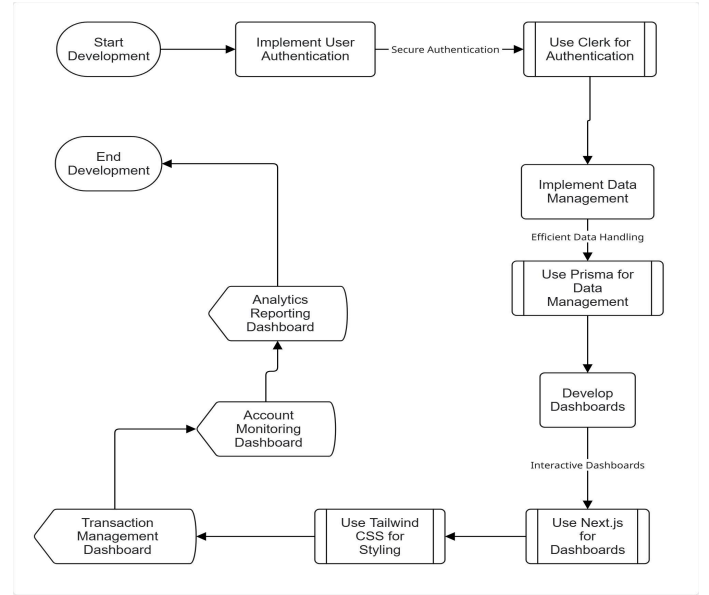 Start
Development
Implement User
Authentication
Secure Authentication
Use Clerk for
Authentication
End
Development
Implement Data
Management
Efficient Data Handling
Use Prisma for
Data
Management
Analytics
Reporting
Dashboard
Develop
Dashboards
Account
Monitoring
Dashboard
Interactive Dashboards
Transaction
Management
Dashboard
Use Tailwind
CSS for
Styling
Use Next.js
for
Dashboards